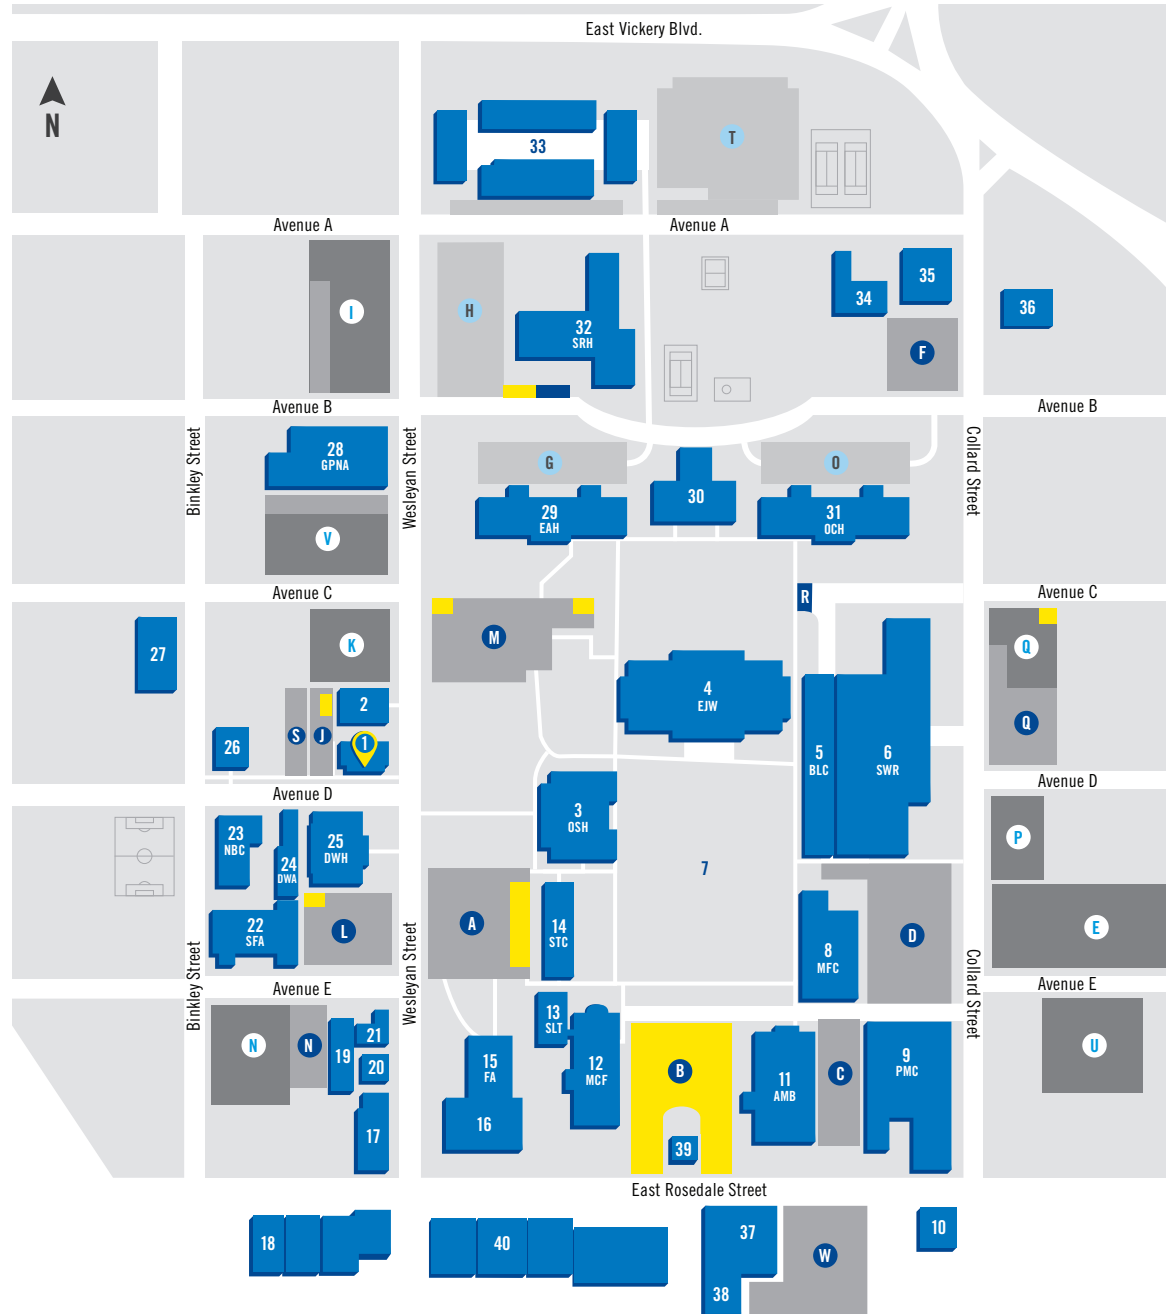 East Vickery Blvd.
N
33
T
Avenue A
Avenue A
I
H
32
SRH
34
35
36
F
Avenue B
Avenue B
Binkley Street
Wesleyan Street
Collard Street
28
GPNA
V
G
O
29
EAH
30
31
OCH
Avenue C
Avenue C
R
27
K
M
Q
Q
2
1
S
J
26
4
EJW
5
BLC
6
SWR
Avenue D
Avenue D
23
NBC
24
DWA
25
DWH
3
OSH
7
P
E
22
SFA
L
A
14
STC
8
MFC
D
Binkley Street
Wesleyan Street
Collard Street
Avenue E
Avenue E
N
N
19
21
20
17
13
SLT
12
MCF
15
FA
16
B
39
11
AMB
C
9
PMC
U
East Rosedale Street
18
40
37
38
W
10